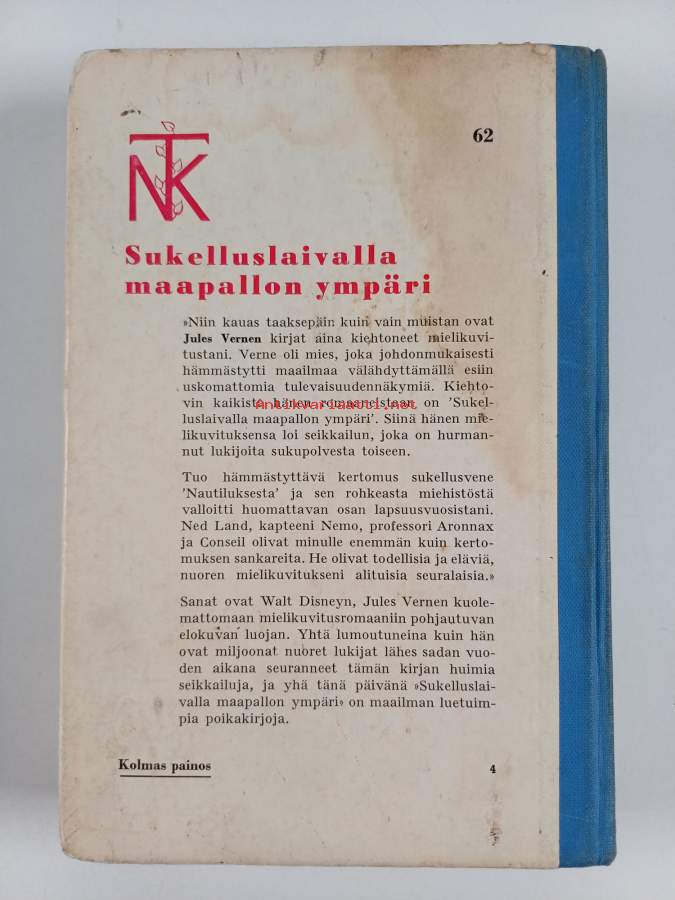 NTK
62
Sukelluslaivalla
maapallon ympäri
»Niin kauas taaksepäin kuin vain muistan ovat
Jules Vernen kirjat aina kiehtoneet mielikuvi-
tustani. Verne oli mies, joka johdonmukaisesti
hämmästytti maailmaa välähdyttämällä esiin
uskomattomia tulevaisuudennäkymiä. Kiehto-
vin kaikista hänen romaaneistaan on 'Sukel-
Antikvariaatti.net
luslaivalla maapallon ympäri'. Siinä hänen mie-
likuvituksensa loi seikkailun, joka on hurman-
nut lukijoita sukupolvesta toiseen.
Tuo hämmästyttävä kertomus sukellusvene
'Nautiluksesta' ja sen rohkeasta miehistöstä
valloitti huomattavan osan lapsuusvuosistani.
Ned Land, kapteeni Nemo, professori Aronnax
ja Conseil olivat minulle enemmän kuin kerto-
muksen sankareita. He olivat todellisia ja eläviä,
nuoren mielikuvitukseni alituisia seuralaisia.»
Sanat ovat Walt Disneyn, Jules Vernen kuole-
mattomaan mielikuvitusromaaniin pohjautuvan
elokuvan luojan. Yhtä lumoutuneina kuin hän
ovat miljoonat nuoret lukijat lähes sadan vuo-
den aikana seuranneet tämän kirjan huimia
seikkailuja, ja yhä tänä päivänä »Sukelluslai-
valla maapallon ympäri» on maailman luetuim-
pia poikakirjoja.
Kolmas painos
4